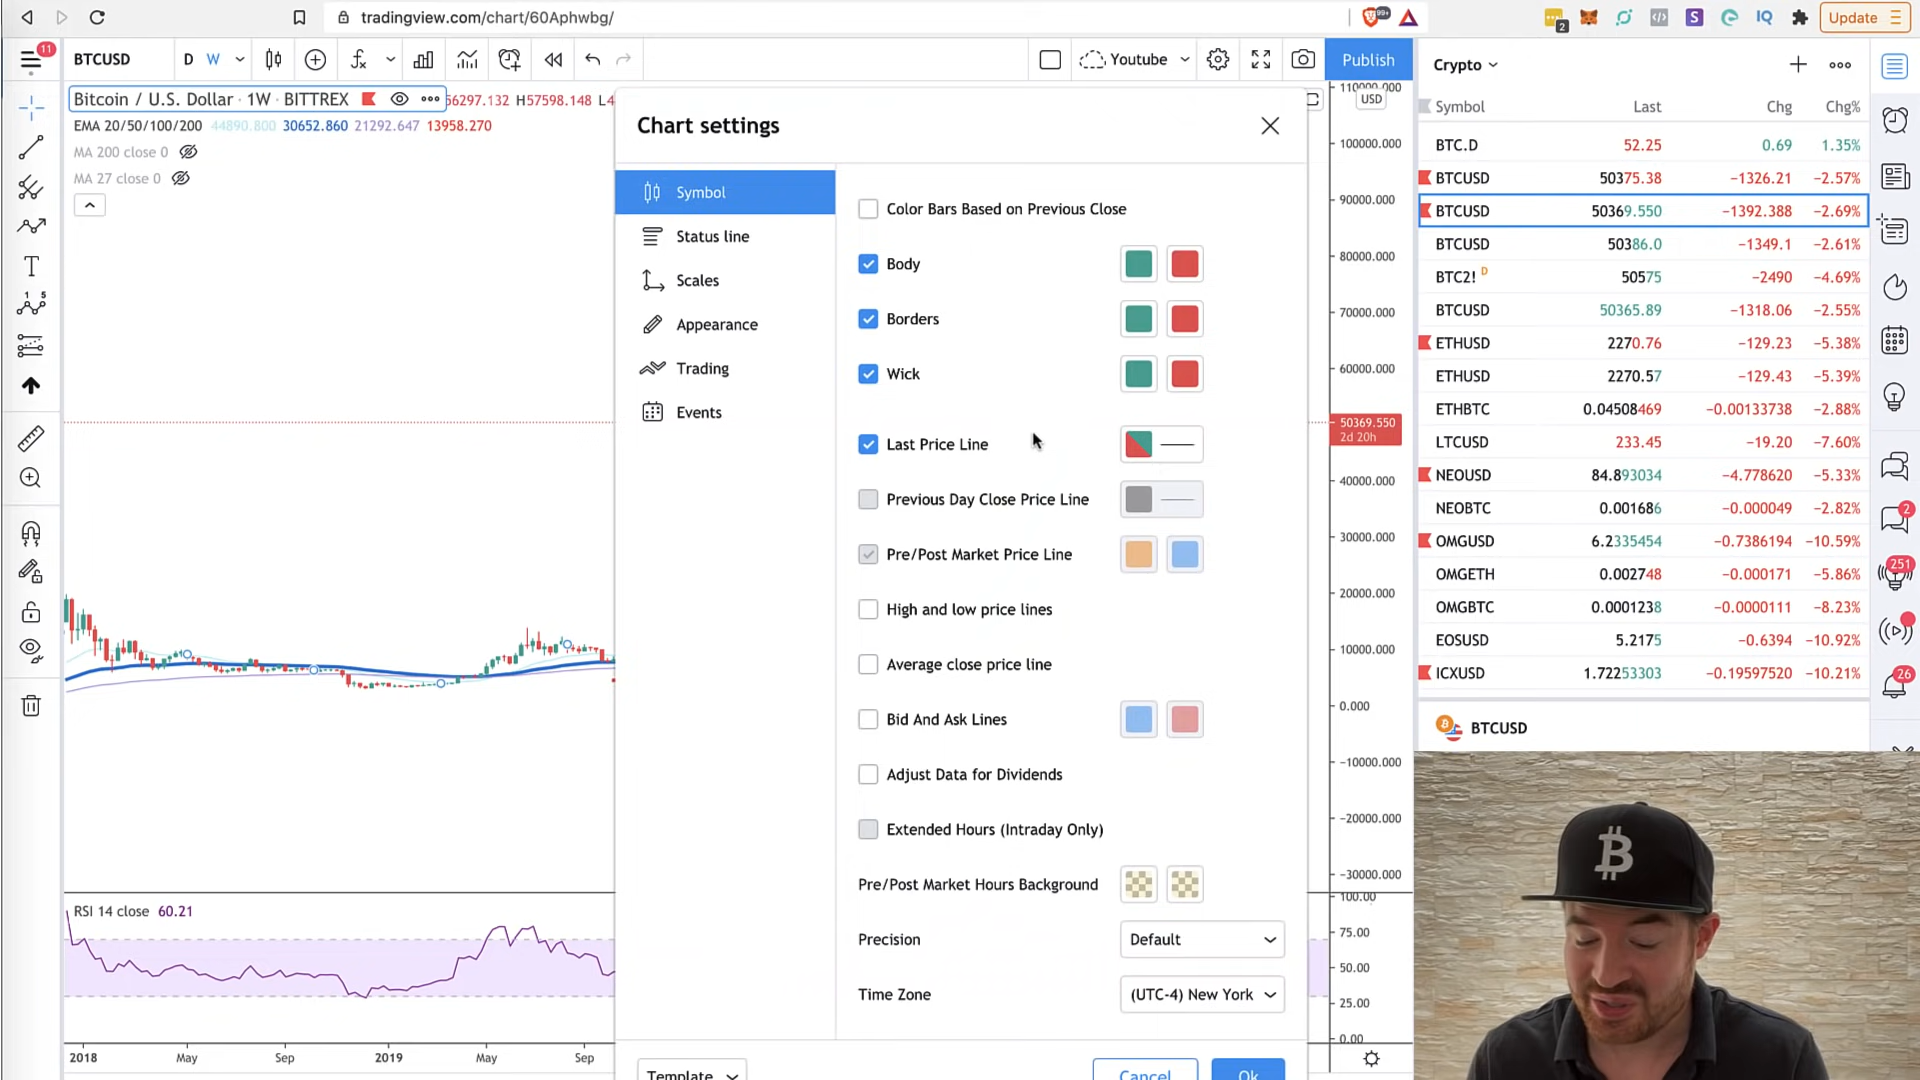 tradingview.com/chart/60Aphwbg/
99+
2
IQ
Update
11
BTCUSD
D W
Youtube
Publish
Bitcoin / U.S. Dollar · 1W · BITTREX
56297.132 H57598.148 L4
EMA 20/50/100/200 44890.800 30652.860 21292.647 13958.270
MA 200 close 0
MA 27 close 0
Chart settings
Symbol
Status line
Scales
Appearance
Trading
Events
Color Bars Based on Previous Close
Body
Borders
Wick
Last Price Line
Previous Day Close Price Line
Pre/Post Market Price Line
High and low price lines
Average close price line
Bid And Ask Lines
Adjust Data for Dividends
Extended Hours (Intraday Only)
Pre/Post Market Hours Background
Precision Default
Time Zone (UTC-4) New York
Template
Cancel
Ok
110000.000
USD
100000.000
90000.000
80000.000
70000.000
60000.000
50369.550
2d 20h
40000.000
30000.000
20000.000
10000.000
0.000
−10000.000
−20000.000
−30000.000
100.00
75.00
50.00
25.00
0.00
RSI 14 close 60.21
2018 May Sep 2019 May Sep
Crypto
Symbol Last Chg Chg%
BTC.D 52.25 0.69 1.35%
BTCUSD 50375.38 −1326.21 −2.57%
BTCUSD 50369.550 −1392.388 −2.69%
BTCUSD 50386.0 −1349.1 −2.61%
BTC2! D 50575 −2490 −4.69%
BTCUSD 50365.89 −1318.06 −2.55%
ETHUSD 2270.76 −129.23 −5.38%
ETHUSD 2270.57 −129.43 −5.39%
ETHBTC 0.04508469 −0.00133738 −2.88%
LTCUSD 233.45 −19.20 −7.60%
NEOUSD 84.893034 −4.778620 −5.33%
NEOBTC 0.001686 −0.000049 −2.82%
OMGUSD 6.2335454 −0.7386194 −10.59%
OMGETH 0.002748 −0.000171 −5.86%
OMGBTC 0.0001238 −0.0000111 −8.23%
EOSUSD 5.2175 −0.6394 −10.92%
ICXUSD 1.72253303 −0.19597520 −10.21%
BTCUSD
2
251
26